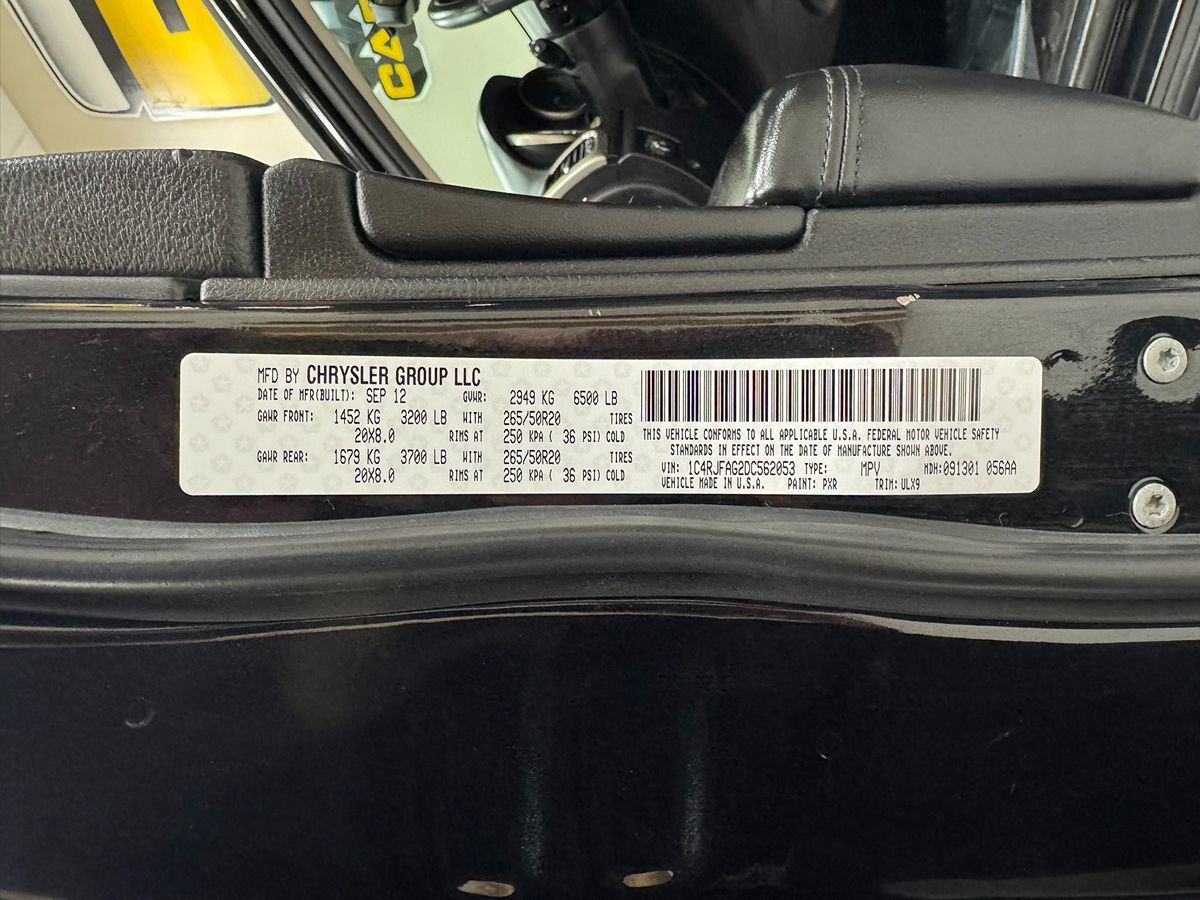 CAR
MFD BY CHRYSLER GROUP LLC
DATE OF MFR(BUILT): SEP 12 GVWR: 2949 KG 6500 LB
GAWR FRONT: 1452 KG 3200 LB WITH 265/50R20 TIRES
20X8.0 RIMS AT 250 KPA ( 36 PSI) COLD
GAWR REAR: 1679 KG 3700 LB WITH 265/50R20 TIRES
20X8.0 RIMS AT 250 KPA ( 36 PSI) COLD
THIS VEHICLE CONFORMS TO ALL APPLICABLE U.S.A. FEDERAL MOTOR VEHICLE SAFETY
STANDARDS IN EFFECT ON THE DATE OF MANUFACTURE SHOWN ABOVE.
VIN: 1C4RJFAG2DC562053 TYPE: MPV MDH:091301 056AA
VEHICLE MADE IN U.S.A. PAINT: PXR TRIM: ULX9